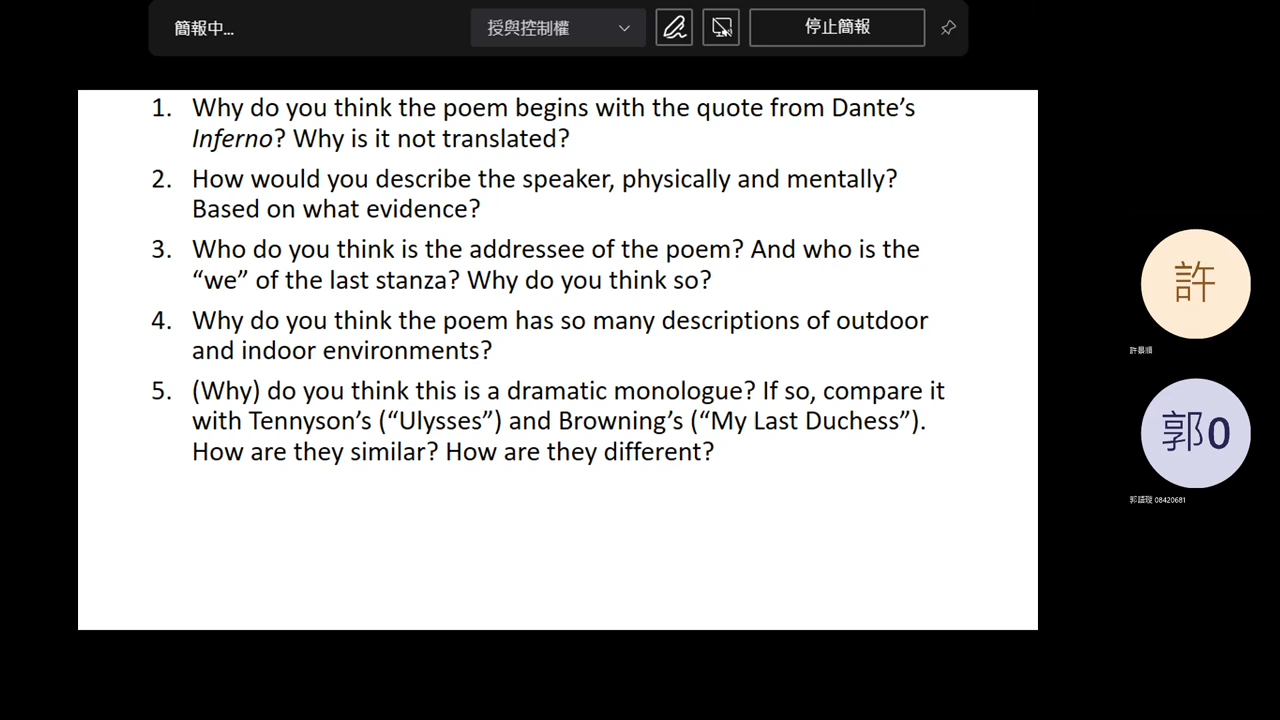 簡報中...
授與控制權
停止簡報
1. Why do you think the poem begins with the quote from Dante’s
Inferno? Why is it not translated?
2. How would you describe the speaker, physically and mentally?
Based on what evidence?
3. Who do you think is the addressee of the poem? And who is the
“we” of the last stanza? Why do you think so?
4. Why do you think the poem has so many descriptions of outdoor
and indoor environments?
5. (Why) do you think this is a dramatic monologue? If so, compare it
with Tennyson’s (“Ulysses”) and Browning’s (“My Last Duchess”).
How are they similar? How are they different?
許
許景順
郭0
08420681